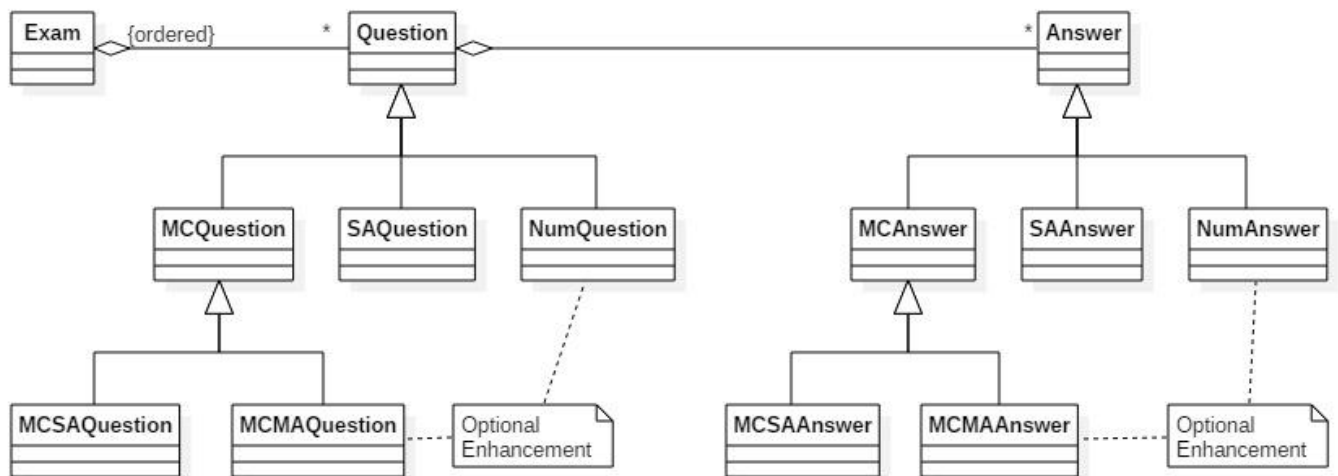 Exam
{ordered}
*
Question
*
Answer
MCQuestion
SAQuestion
NumQuestion
MCAnswer
SAAnswer
NumAnswer
MCSAQuestion
MCMAQuestion
Optional
Enhancement
MCSAAnswer
MCMAAnswer
Optional
Enhancement